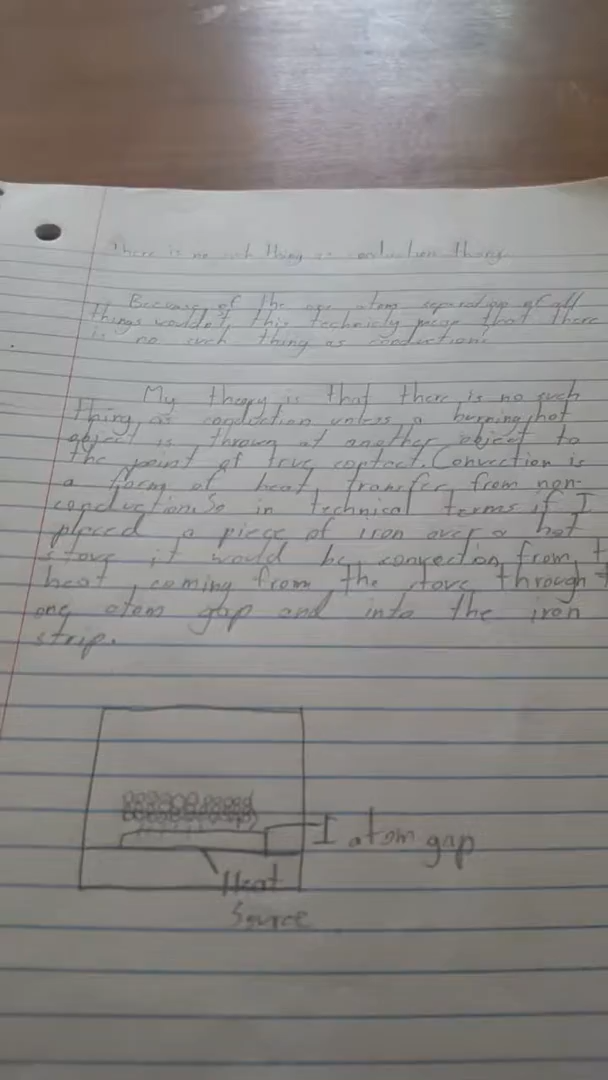 There is no such thing as conduction theory
Because of the one atom separation of all
things wouldn't this technicly mean that there
is no such thing as conduction.
My theory is that there is no such
thing as conduction unless a burning hot
object is thrown at another object to
the point of true contact. Convection is
a form of heat transfer from non-
conduction. So in technical terms if I
placed a piece of iron over a hot
stove it would be convection from t
heat, coming from the stove through t
one atom gap and into the iron
strip.
1 atom gap
Heat
Source